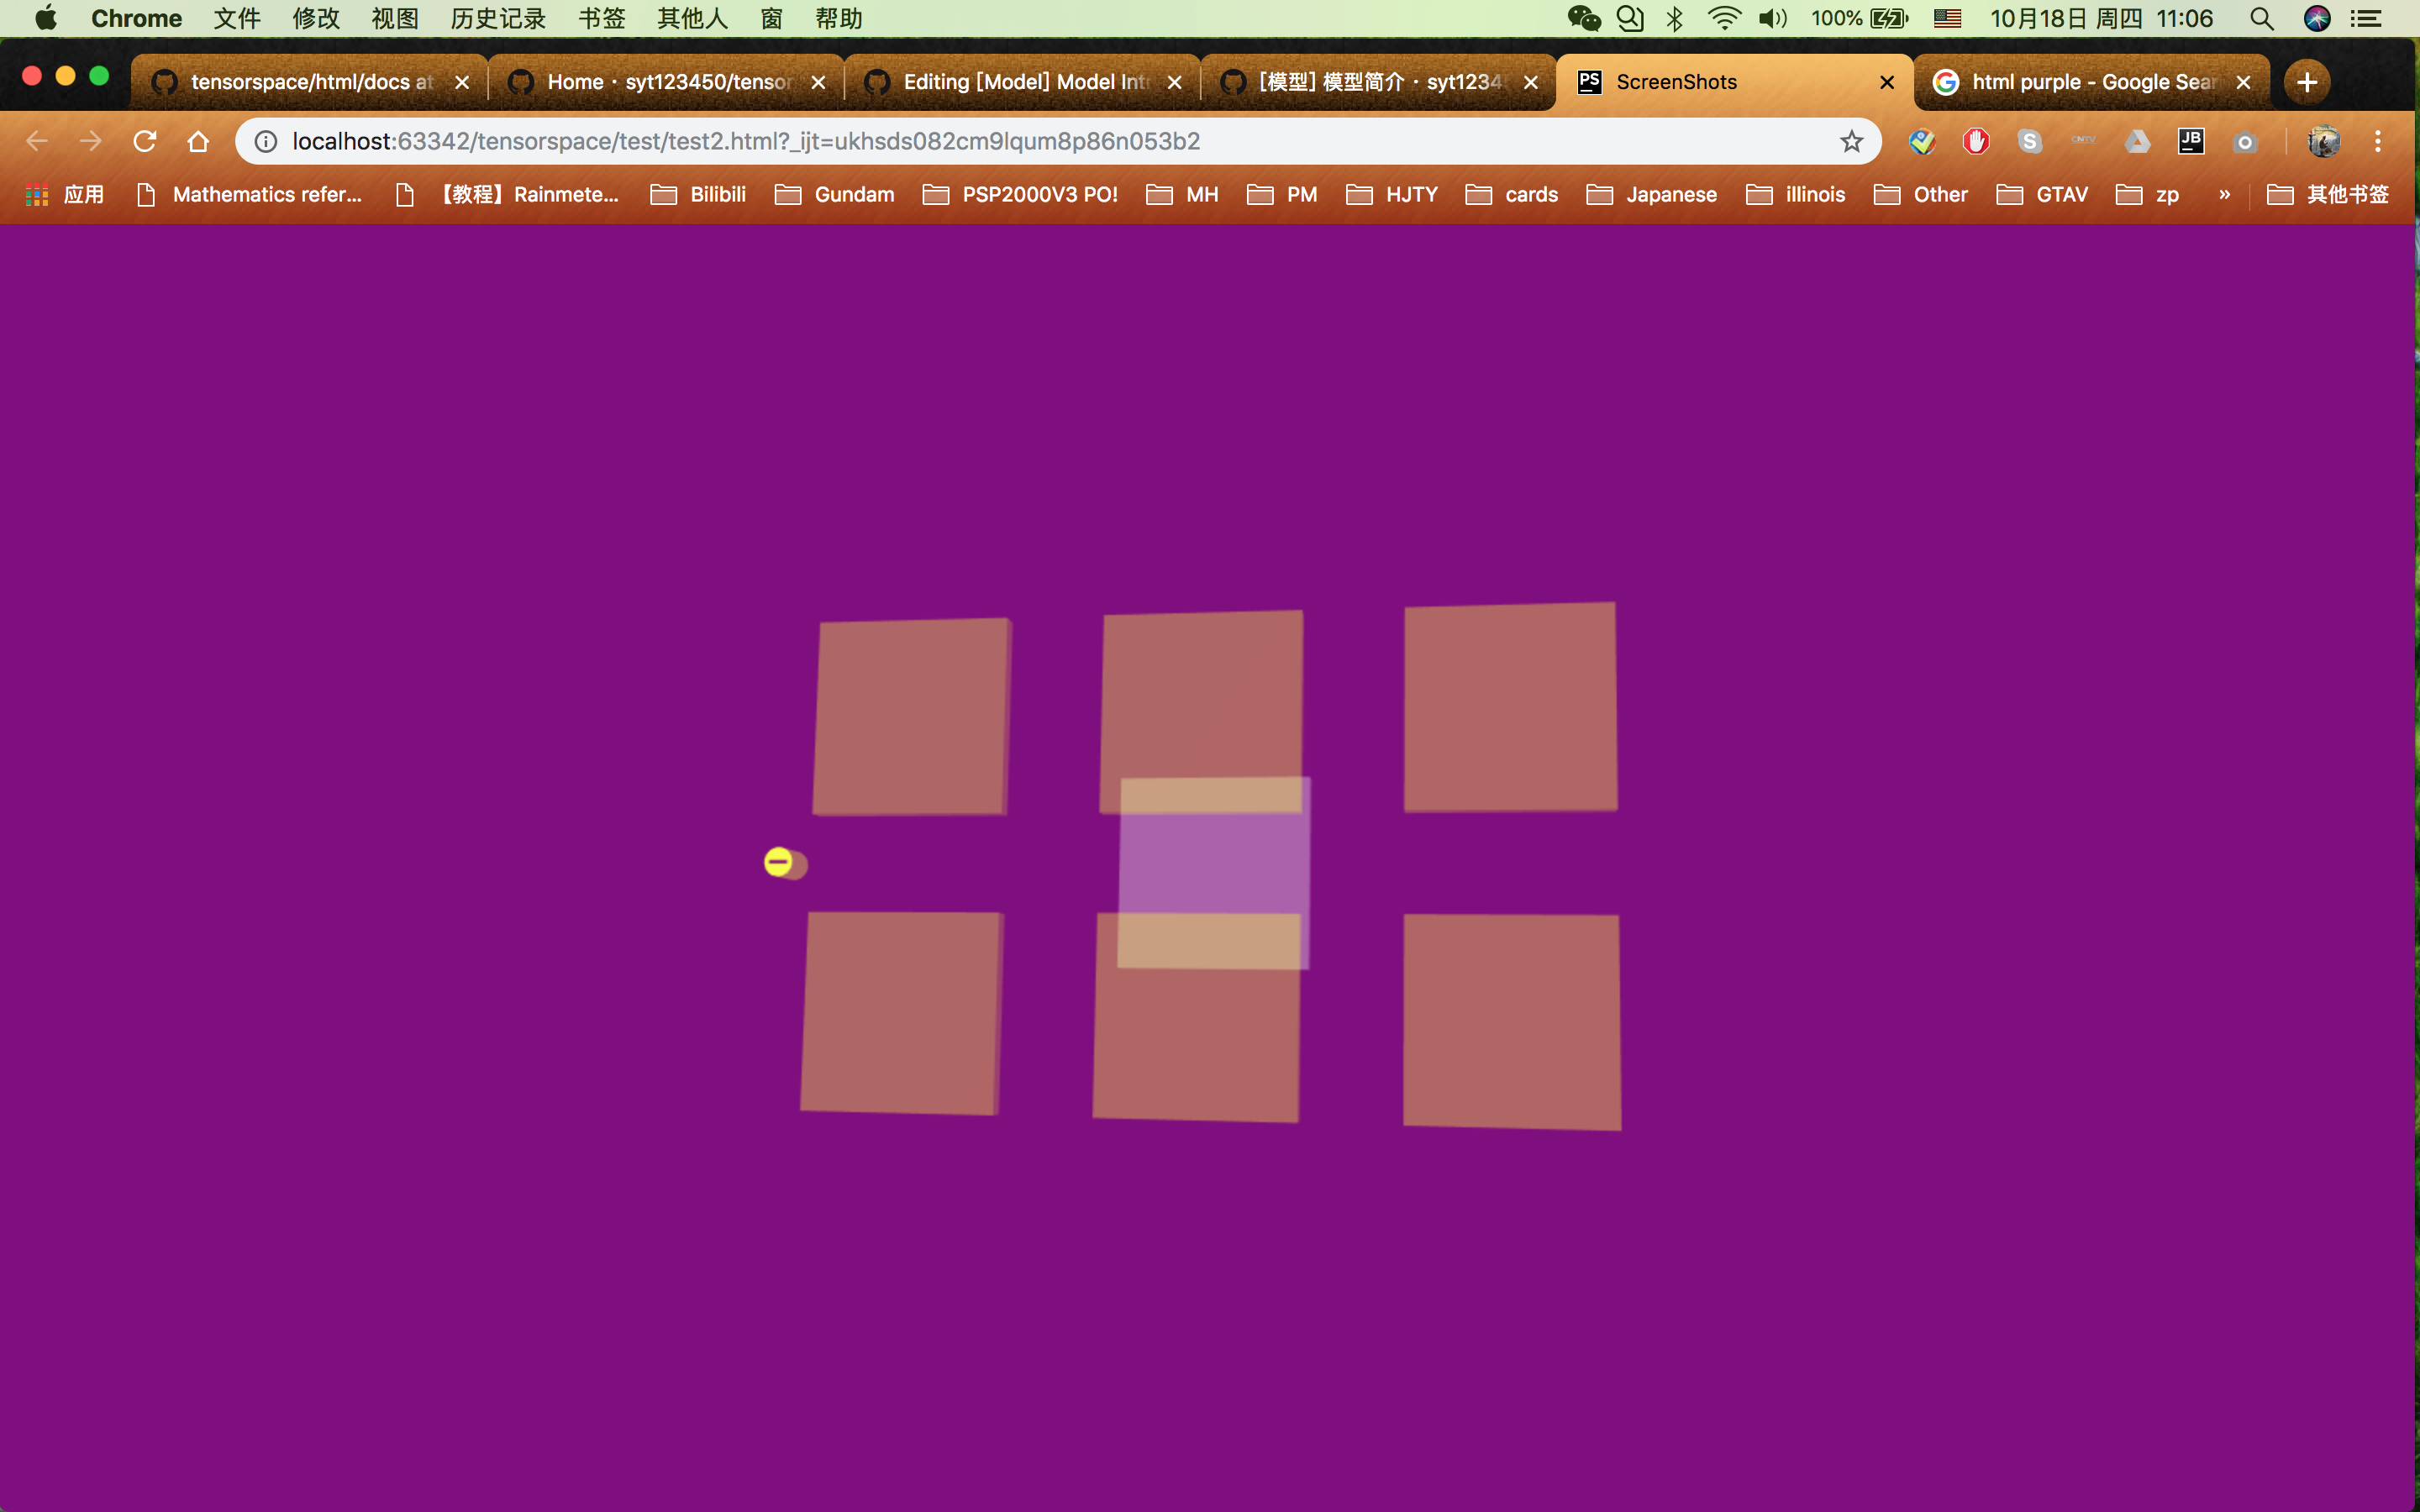 Chrome 文件 修改 视图 历史记录 书签 其他人 窗 帮助 100% 10月18日 周四 11:06
tensorspace/html/docs at Home · syt123450/tensor Editing [Model] Model Int [模型] 模型简介 · syt1234 PS ScreenShots html purple - Google Sear
localhost:63342/tensorspace/test/test2.html?_ijt=ukhsds082cm9lqum8p86n053b2 CNTV JB
应用 Mathematics refer... 【教程】Rainmete... Bilibili Gundam PSP2000V3 PO! MH PM HJTY cards Japanese illinois Other GTAV zp » 其他书签